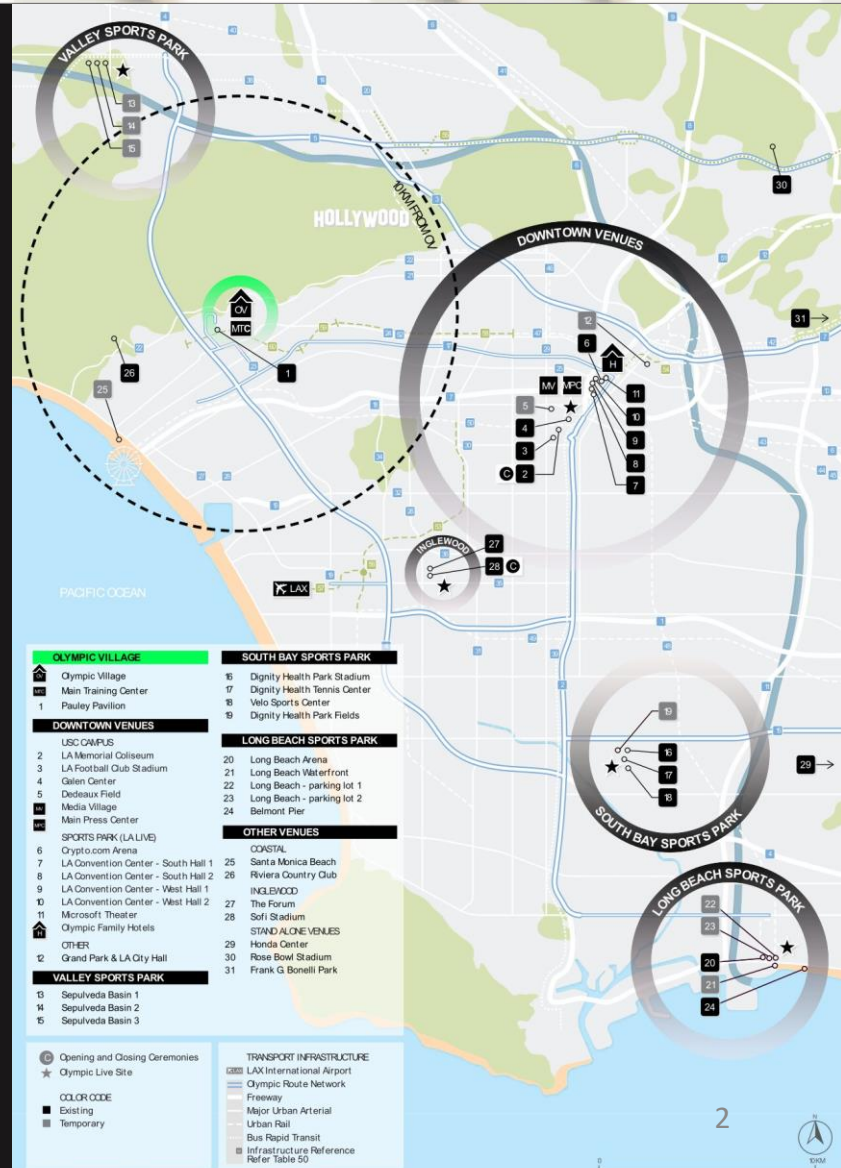 VALLEY SPORTS PARK
13
14
15
10 KM FROM OV
HOLLYWOOD
30
DOWNTOWN VENUES
OV
MTC
1
12
6
H
31
26
25
MV
MPC
5
4
3
C
2
11
10
9
8
7
INGLEWOOD
27
28
C
LAX
PACIFIC OCEAN
19
16
17
18
29
SOUTH BAY SPORTS PARK
LONG BEACH SPORTS PARK
22
23
20
21
24
OLYMPIC VILLAGE
OV Olympic Village
MTC Main Training Center
1 Pauley Pavilion
DOWNTOWN VENUES
USC CAMPUS
2 LA Memorial Coliseum
3 LA Football Club Stadium
4 Galen Center
5 Dedeaux Field
MV Media Village
MPC Main Press Center
SPORTS PARK (LA LIVE)
6 Crypto.com Arena
7 LA Convention Center - South Hall 1
8 LA Convention Center - South Hall 2
9 LA Convention Center - West Hall 1
10 LA Convention Center - West Hall 2
11 Microsoft Theater
H Olympic Family Hotels
OTHER
12 Grand Park & LA City Hall
VALLEY SPORTS PARK
13 Sepulveda Basin 1
14 Sepulveda Basin 2
15 Sepulveda Basin 3
SOUTH BAY SPORTS PARK
16 Dignity Health Park Stadium
17 Dignity Health Tennis Center
18 Velo Sports Center
19 Dignity Health Park Fields
LONG BEACH SPORTS PARK
20 Long Beach Arena
21 Long Beach Waterfront
22 Long Beach - parking lot 1
23 Long Beach - parking lot 2
24 Belmont Pier
OTHER VENUES
COASTAL
25 Santa Monica Beach
26 Riviera Country Club
INGLEWOOD
27 The Forum
28 Sofi Stadium
STAND ALONE VENUES
29 Honda Center
30 Rose Bowl Stadium
31 Frank G. Bonelli Park
C Opening and Closing Ceremonies
Olympic Live Site
COLOR CODE
Existing
Temporary
TRANSPORT INFRASTRUCTURE
LAX International Airport
Olympic Route Network
Freeway
Major Urban Arterial
Urban Rail
Bus Rapid Transit
Infrastructure Reference
Refer Table 50
2
N
0
10KM